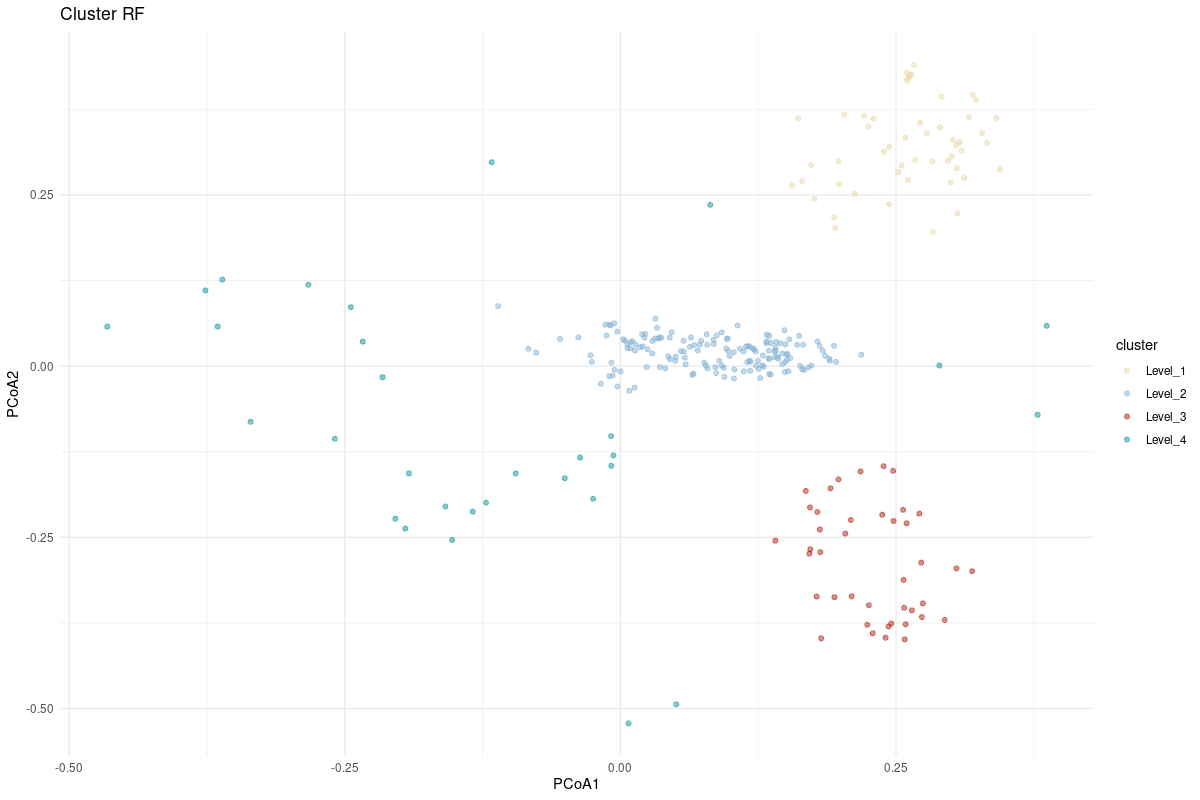 Cluster RF
0.25
0.00
-0.25
-0.50
PCoA2
-0.50
-0.25
0.00
0.25
PCoA1
cluster
Level_1
Level_2
Level_3
Level_4